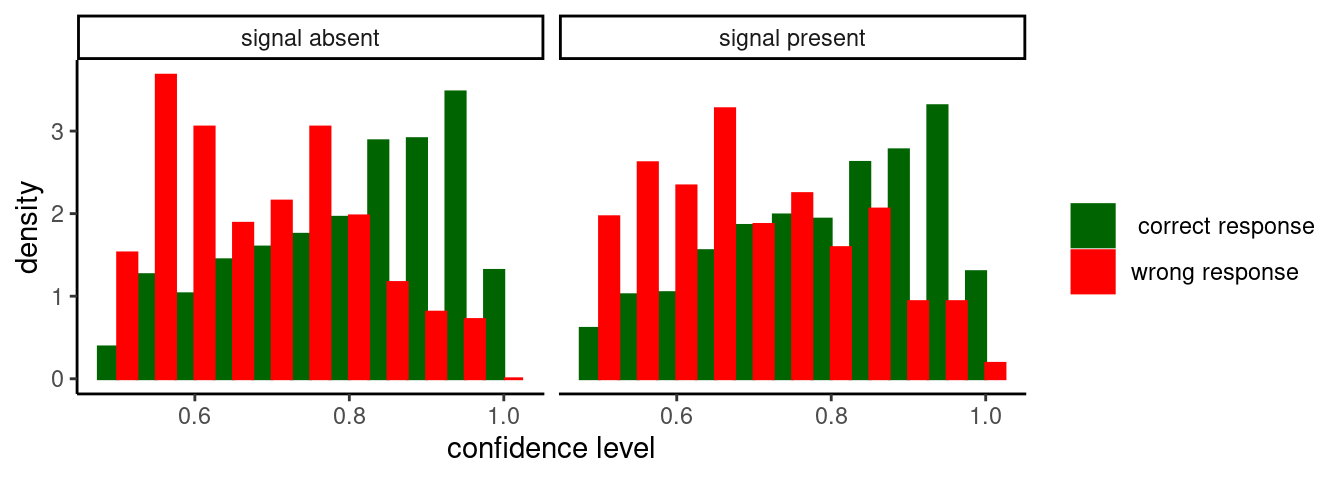 signal absent
signal present
density
3
2
1
0
0.6 0.8 1.0
0.6 0.8 1.0
confidence level
correct response
wrong response